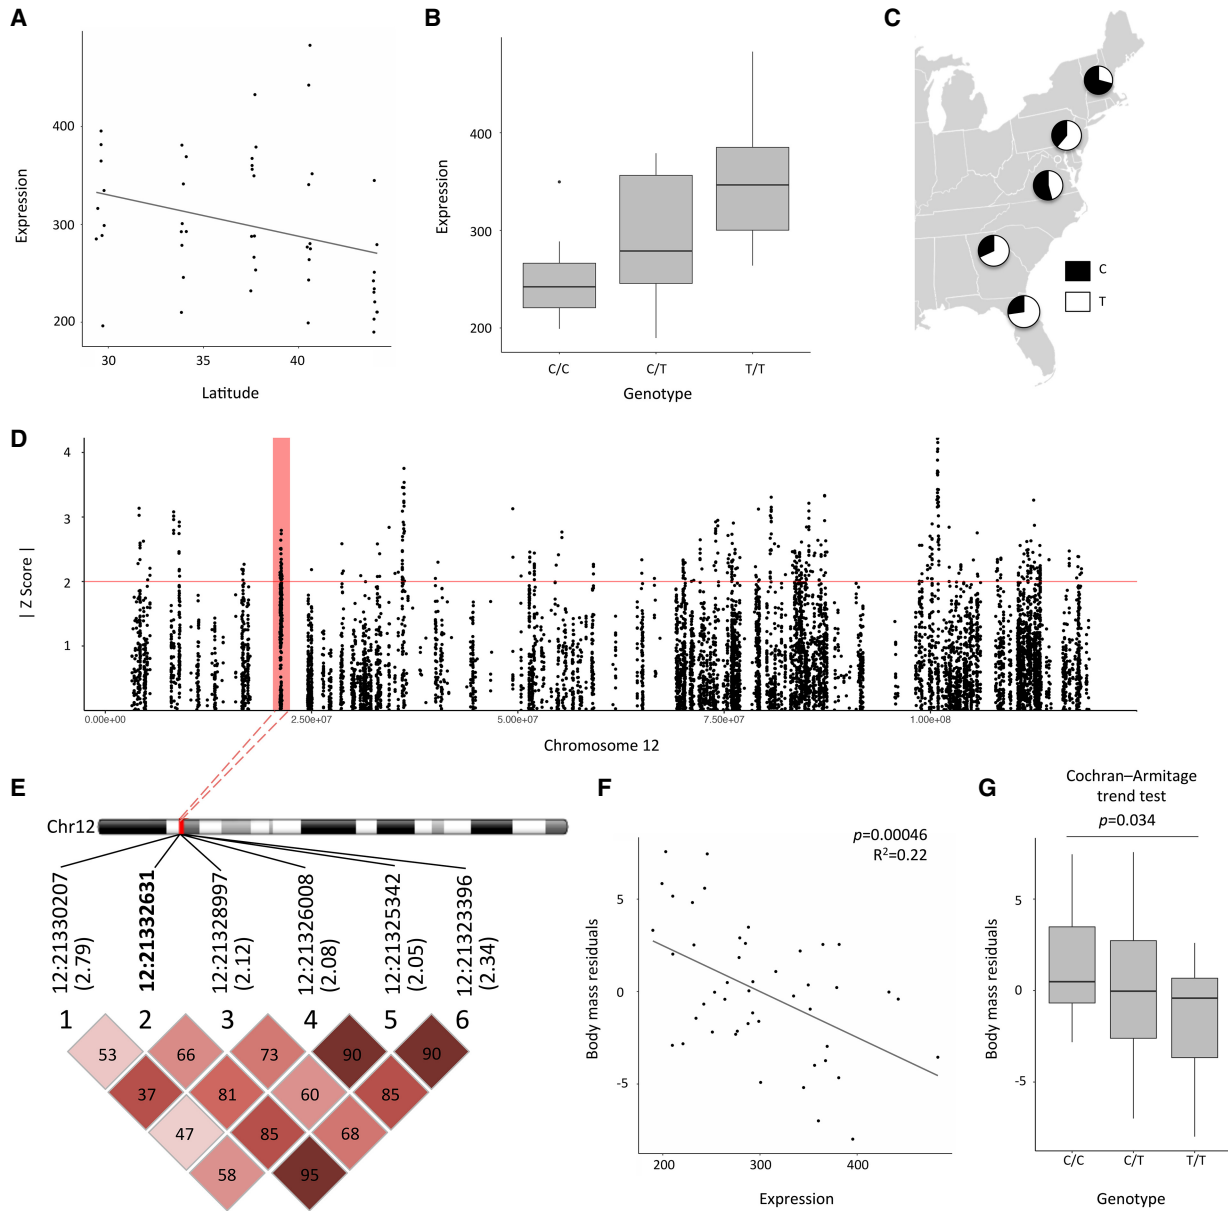 A
Expression
400
300
200
30
35
40
Latitude
B
Expression
400
300
200
C/C
C/T
T/T
Genotype
C
C
T
D
| Z Score |
4
3
2
1
0.000e+00
2.500e+07
5.00e+07
7.50e+07
1.00e+08
Chromosome 12
E
Chr12
12:21330207
(2.79)
12:21332631
12:21328997
(2.12)
12:21326008
(2.08)
12:21325342
(2.05)
12:21323396
(2.34)
1
2
3
4
5
6
53
66
73
90
90
37
81
60
85
47
85
68
58
95
F
p=0.00046
R²=0.22
Body mass residuals
5
0
-5
200
300
400
Expression
G
Cochran–Armitage
trend test
p=0.034
Body mass residuals
5
0
-5
C/C
C/T
T/T
Genotype